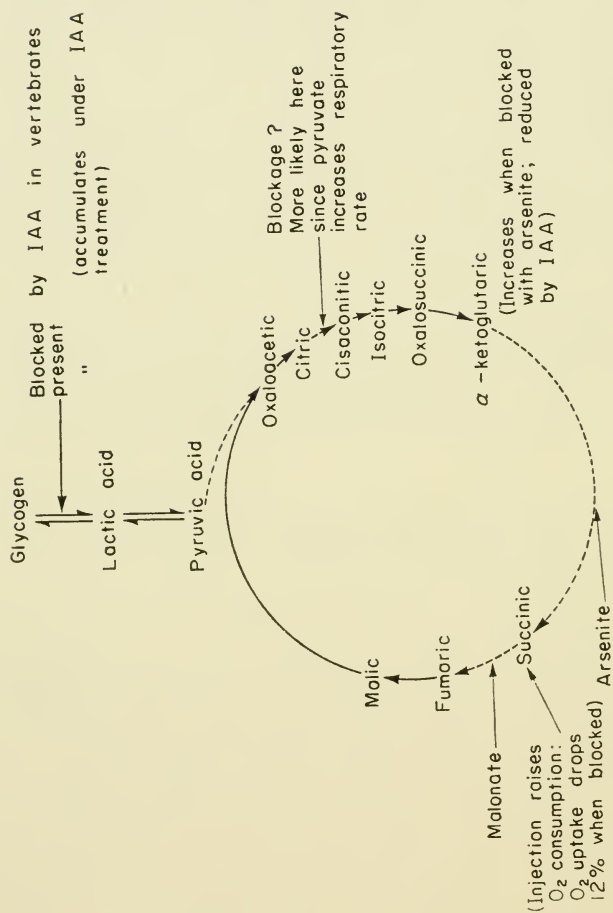 Glycogen
Blocked by IAA in vertebrates
present
" (accumulates under IAA
treatment)
Lactic acid
Pyruvic acid
Oxaloacetic
Citric
Cisaconitic
Isocitric
Oxalosuccinic
α-ketoglutaric
Blockage?
More likely here
since pyruvate
increases respiratory
rate
(Increases when blocked
with arsenite; reduced
by IAA)
Malic
Fumaric
Succinic
Malonate
(Injection raises
O₂ consumption:
O₂ uptake drops
12% when blocked)
Arsenite